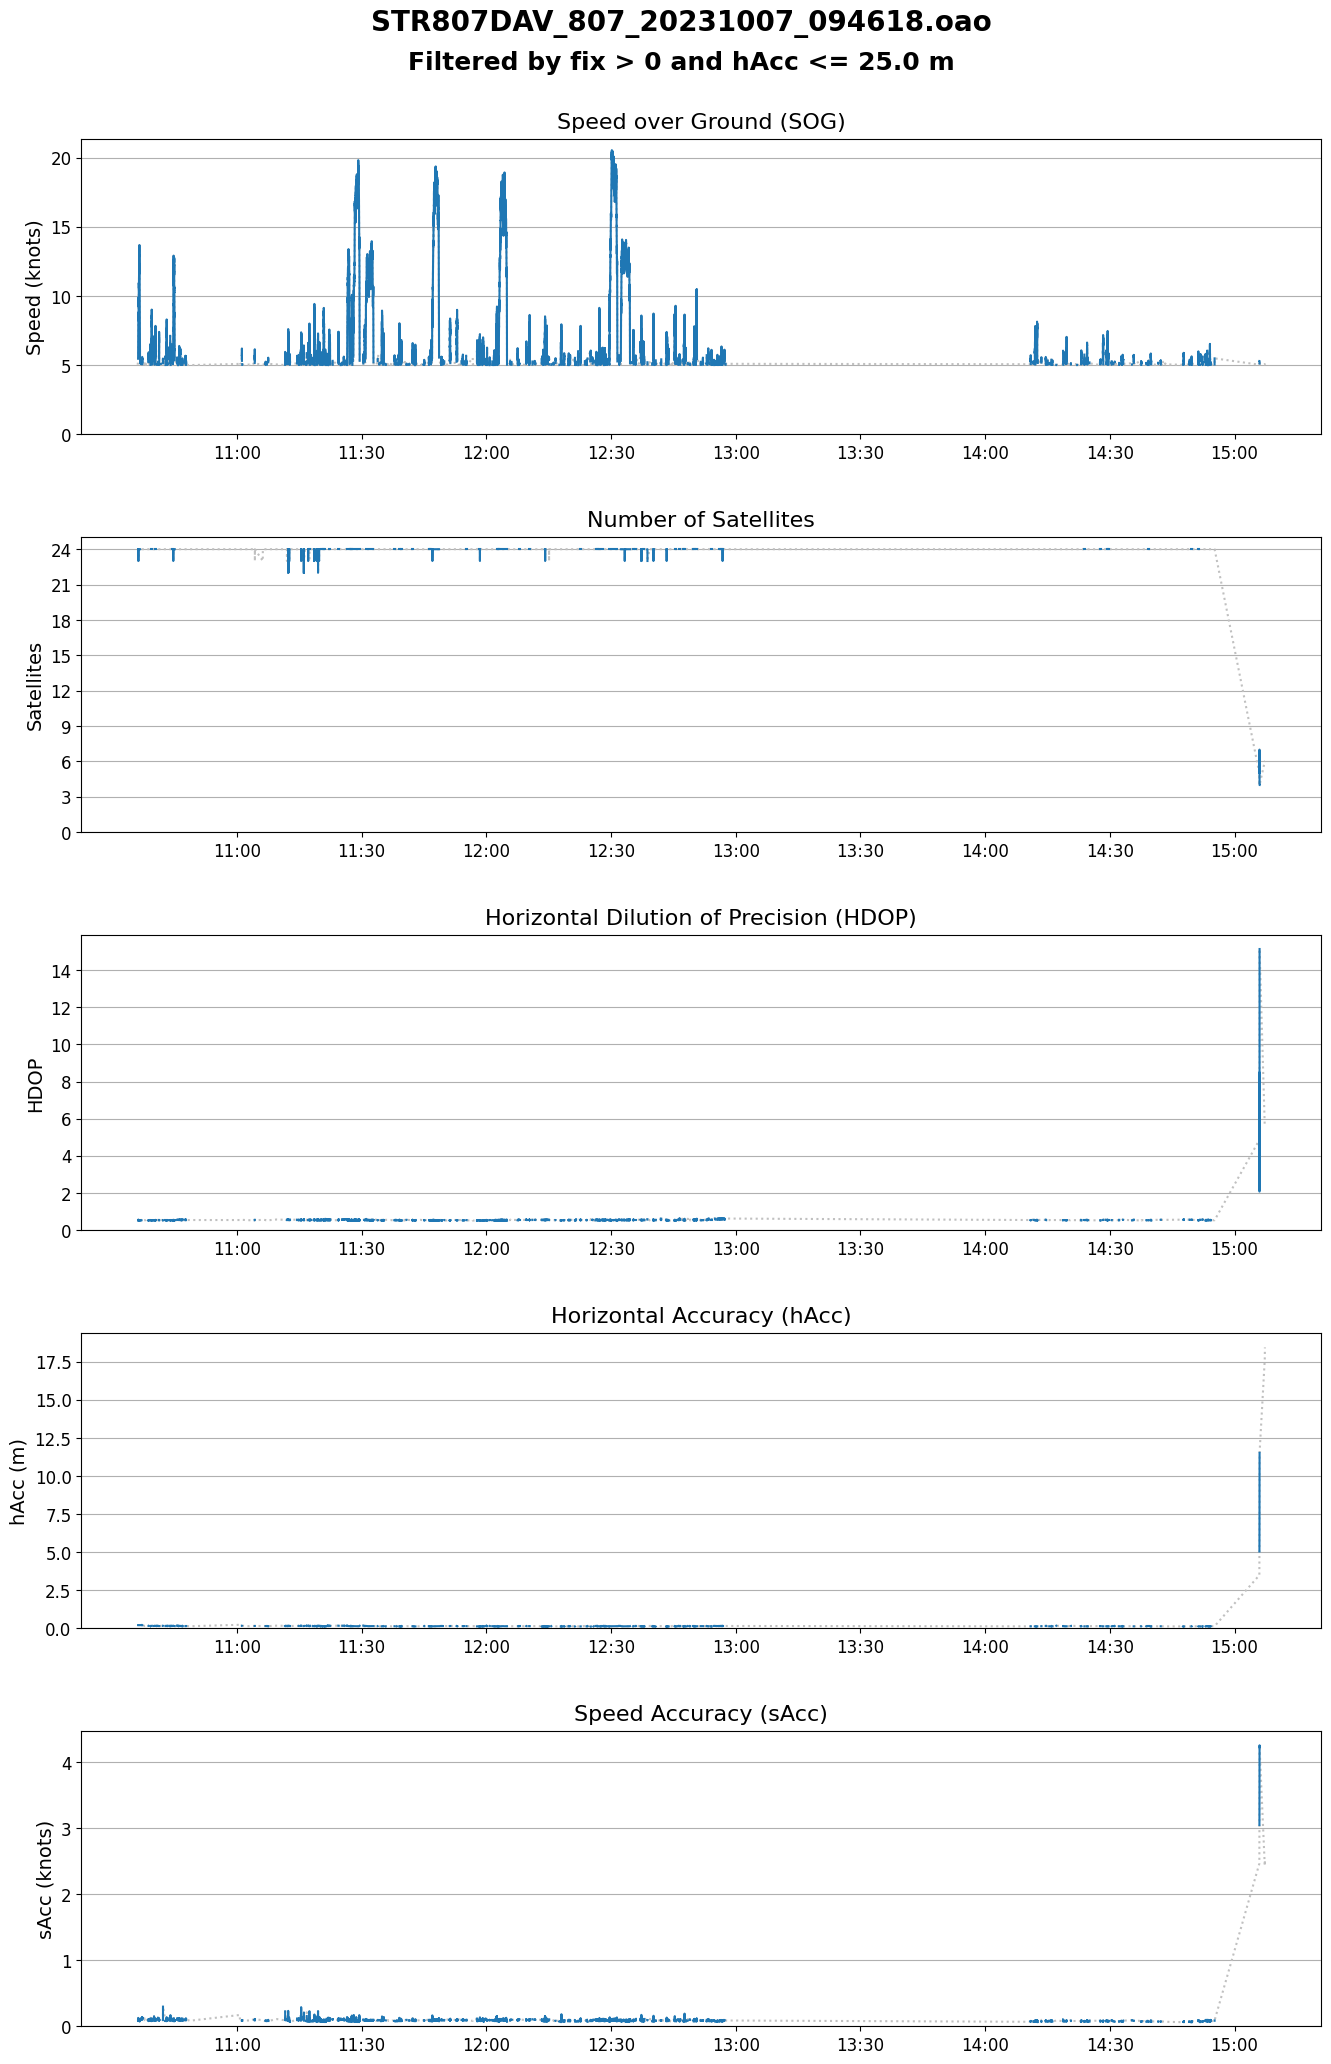 STR807DAV_807_20231007_094618.oao
Filtered by fix > 0 and hAcc <= 25.0 m
Speed over Ground (SOG)
Speed (knots)
20
15
10
5
0
11:00 11:30 12:00 12:30 13:00 13:30 14:00 14:30 15:00
Number of Satellites
Satellites
24
21
18
15
12
9
6
3
0
11:00 11:30 12:00 12:30 13:00 13:30 14:00 14:30 15:00
Horizontal Dilution of Precision (HDOP)
HDOP
14
12
10
8
6
4
2
0
11:00 11:30 12:00 12:30 13:00 13:30 14:00 14:30 15:00
Horizontal Accuracy (hAcc)
hAcc (m)
17.5
15.0
12.5
10.0
7.5
5.0
2.5
0.0
11:00 11:30 12:00 12:30 13:00 13:30 14:00 14:30 15:00
Speed Accuracy (sAcc)
sAcc (knots)
4
3
2
1
0
11:00 11:30 12:00 12:30 13:00 13:30 14:00 14:30 15:00